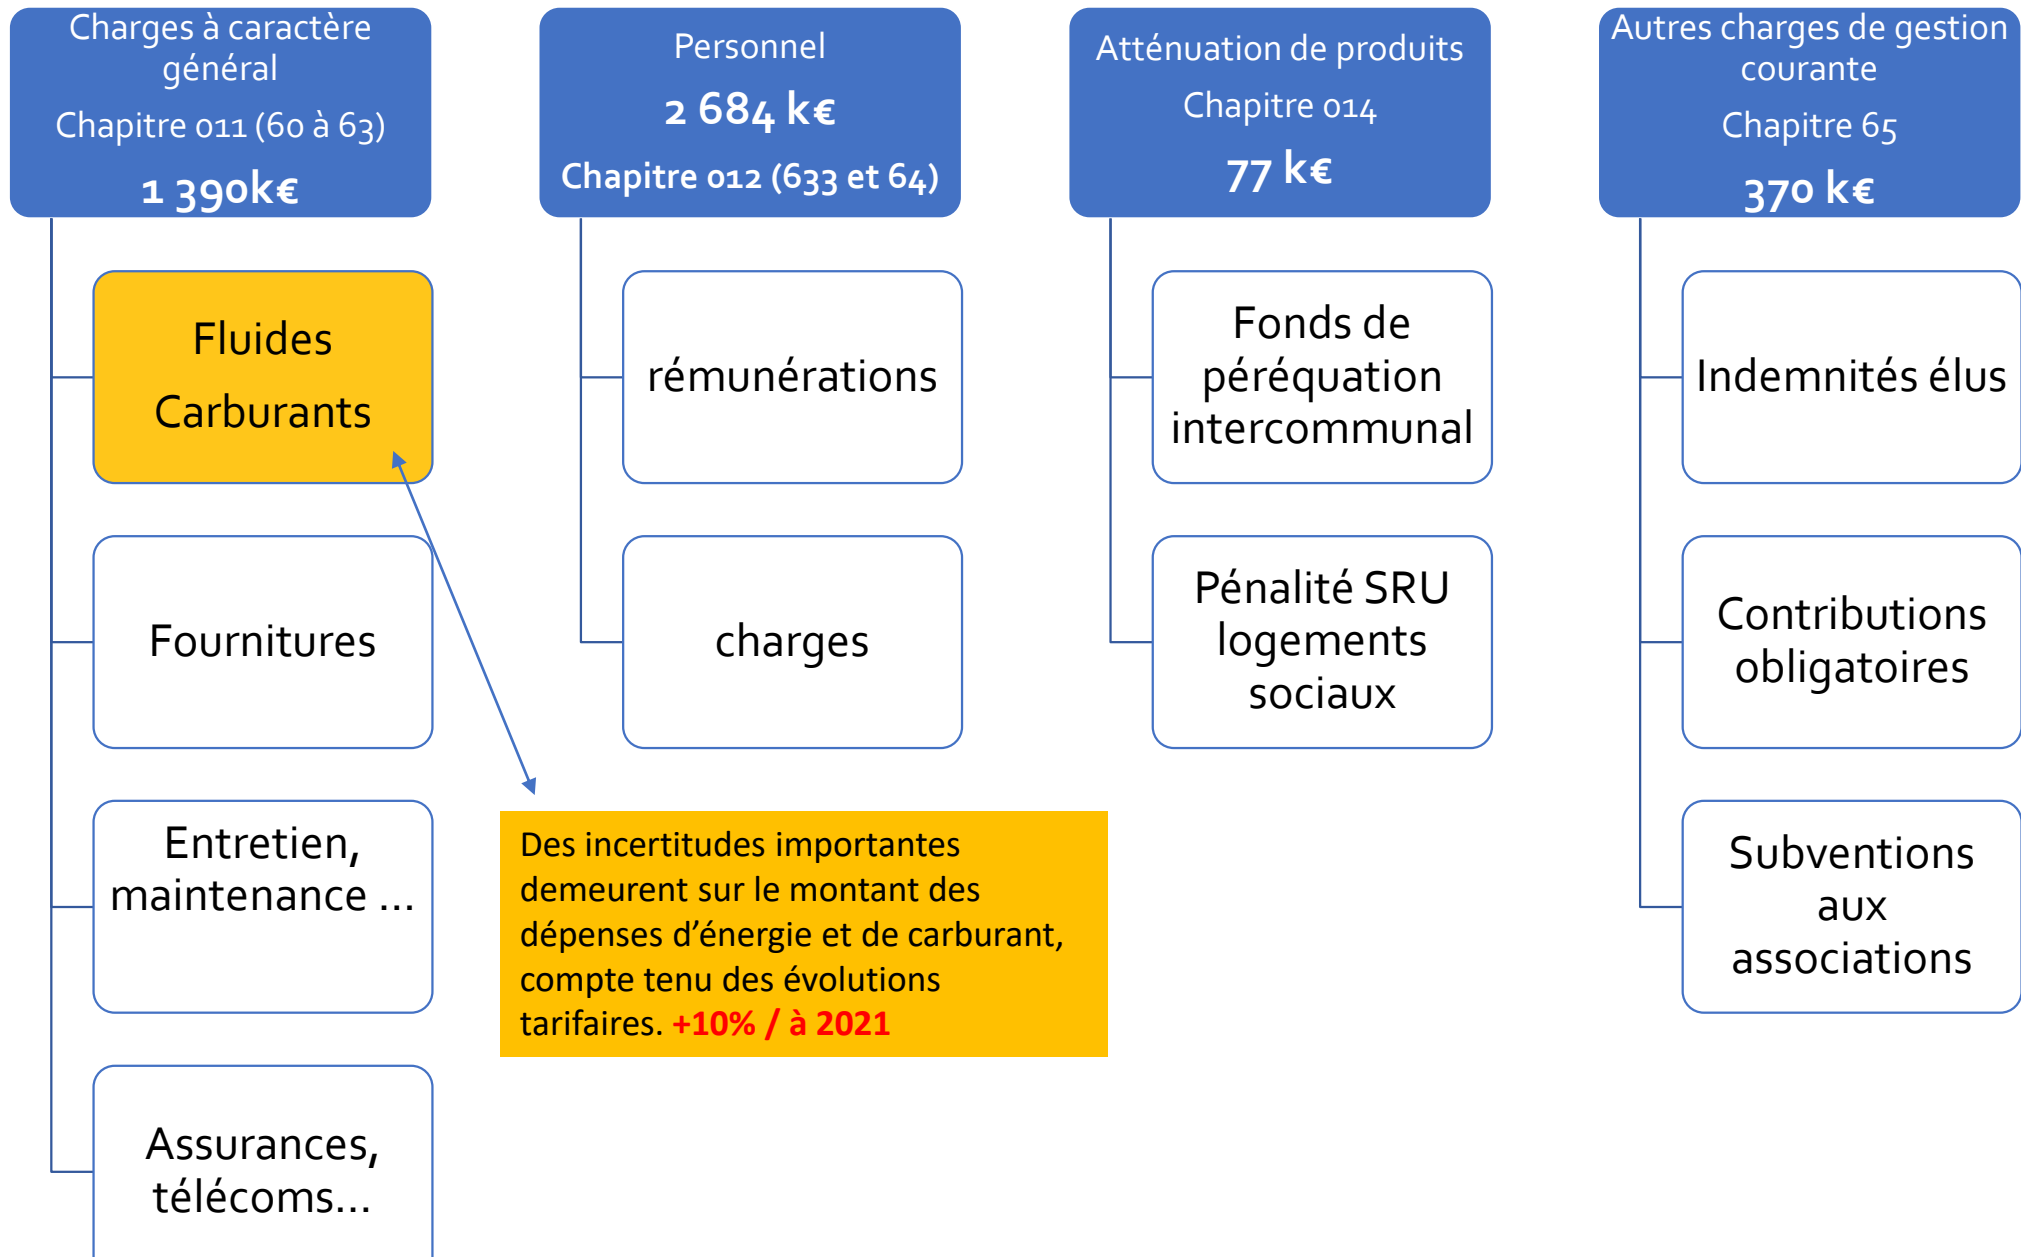 Charges à caractère
général
Chapitre 011 (60 à 63)
1 390k€
Fluides
Carburants
Fournitures
Entretien,
maintenance ...
Assurances,
télécoms...
Personnel
2 684 k€
Chapitre 012 (633 et 64)
rémunérations
charges
Des incertitudes importantes
demeurent sur le montant des
dépenses d’énergie et de carburant,
compte tenu des évolutions
tarifaires. +10% / à 2021
Atténuation de produits
Chapitre 014
77 k€
Fonds de
péréquation
intercommunal
Pénalité SRU
logements
sociaux
Autres charges de gestion
courante
Chapitre 65
370 k€
Indemnités élus
Contributions
obligatoires
Subventions
aux
associations